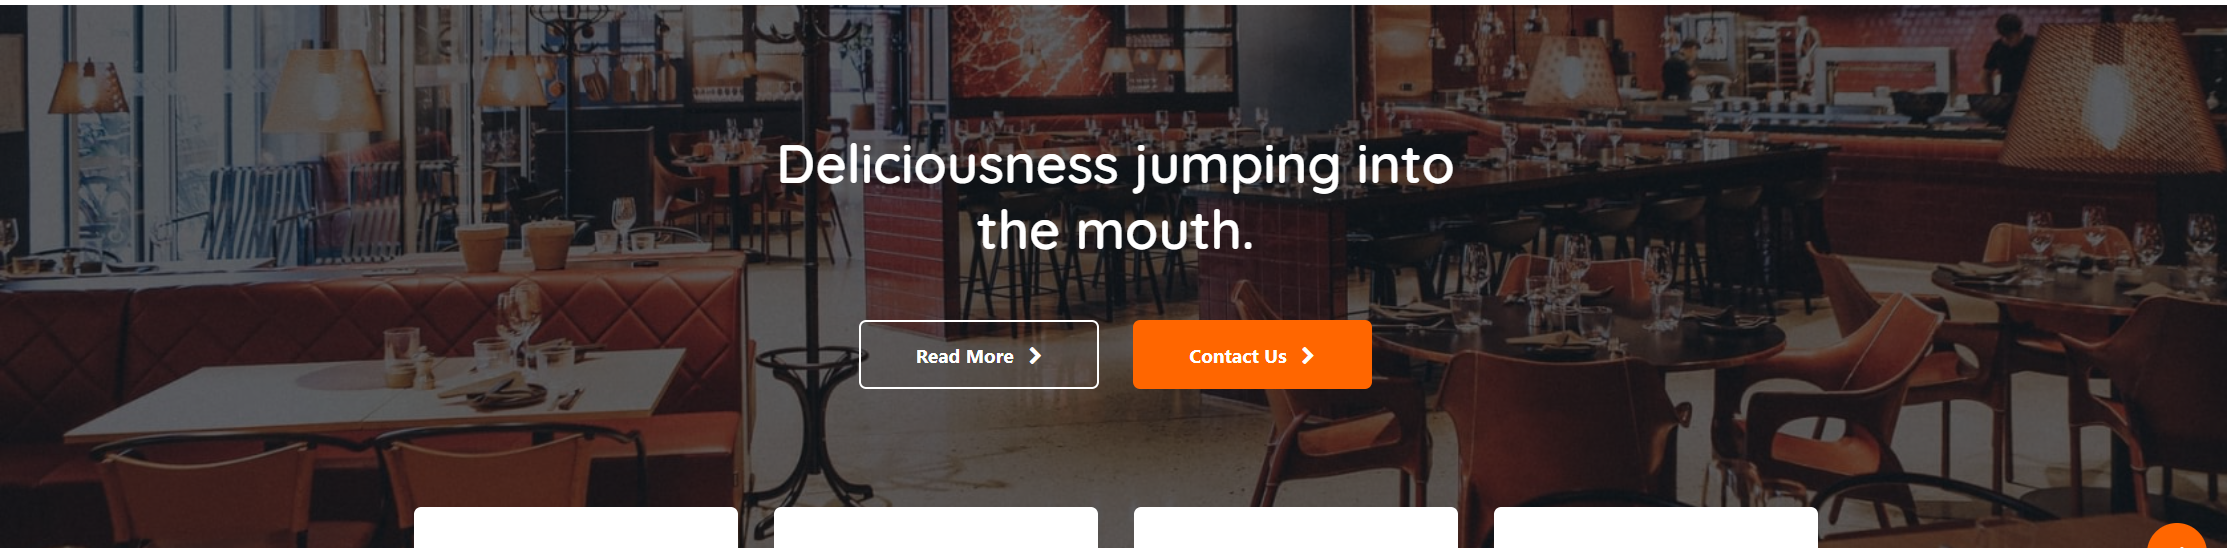 Deliciousness jumping into
the mouth.
Read More
Contact Us